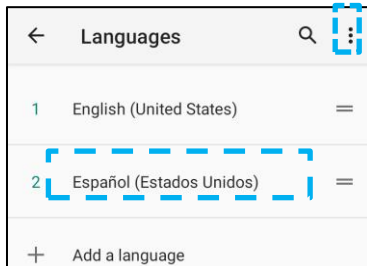 Languages
1 English (United States)
2 Español (Estados Unidos)
Add a language